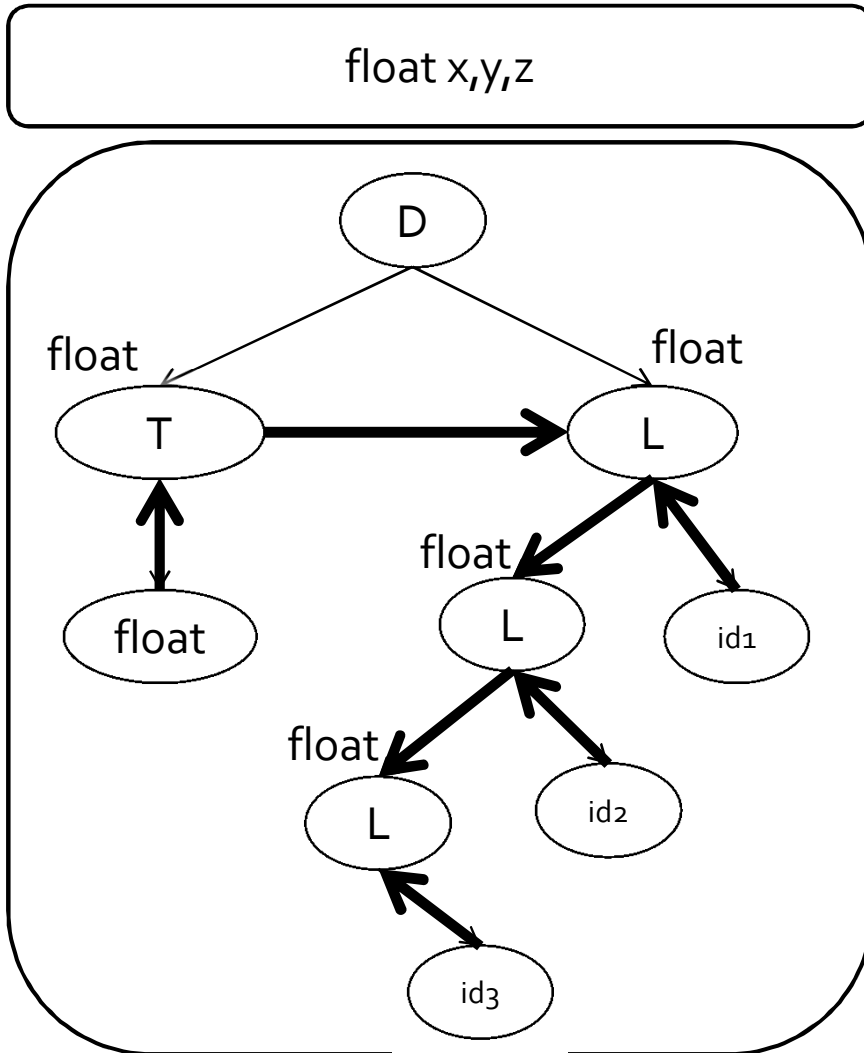 float x,y,z
D
float
float
T
L
float
float
L
id1
float
L
id2
id3